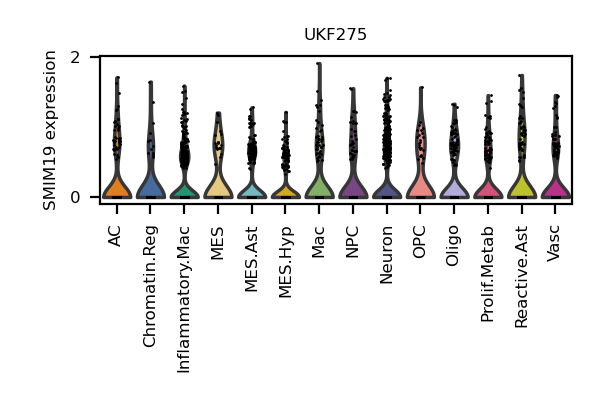 UKF275
SMIM19 expression
2
0
AC
Chromatin.Reg
Inflammatory.Mac
MES
MES.Ast
MES.Hyp
Mac
NPC
Neuron
OPC
Oligo
Prolif.Metab
Reactive.Ast
Vasc